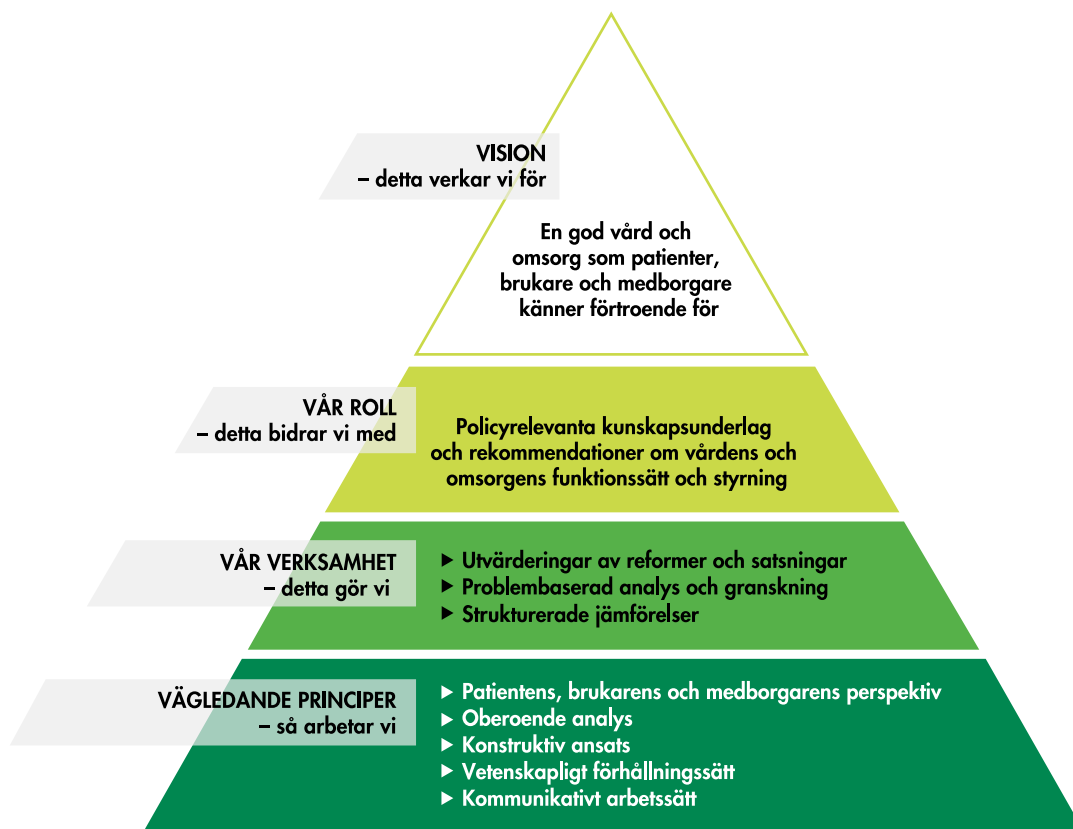 VISION
– detta verkar vi för
En god vård och
omsorg som patienter,
brukare och medborgare
känner förtroende för
VÅR ROLL
– detta bidrar vi med
Policyrelevanta kunskapsunderlag
och rekommendationer om vårdens och
omsorgens funktionssätt och styrning
VÅR VERKSAMHET
– detta gör vi
▶ Utvärderingar av reformer och satsningar
▶ Problembaserad analys och granskning
▶ Strukturerade jämförelser
VÄGLEDANDE PRINCIPER
– så arbetar vi
▶ Patientens, brukarens och medborgarens perspektiv
▶ Oberoende analys
▶ Konstruktiv ansats
▶ Vetenskapligt förhållningssätt
▶ Kommunikativt arbetssätt